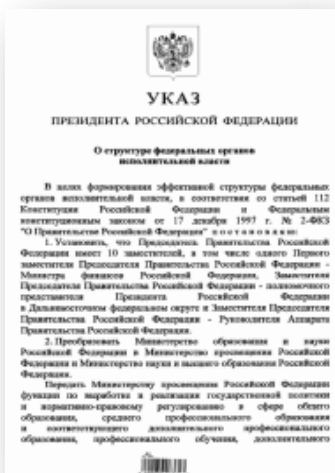 УКАЗ
ПРЕЗИДЕНТА РОССИЙСКОЙ ФЕДЕРАЦИИ
О структуре федеральных органов
исполнительной власти
В целях формирования эффективной структуры федеральных
органов исполнительной власти, в соответствии со статьей 112
Конституции Российской Федерации и Федеральным
конституционным законом от 17 декабря 1997 г. № 2-ФКЗ
"О Правительстве Российской Федерации" п о с т а н о в л я ю:
1. Установить, что Председатель Правительства Российской
Федерации имеет 10 заместителей, в том числе одного Первого
заместителя Председателя Правительства Российской Федерации -
Министра финансов Российской Федерации, Заместителя
Председателя Правительства Российской Федерации - полномочного
представителя Президента Российской Федерации
в Дальневосточном федеральном округе и Заместителя Председателя
Правительства Российской Федерации - Руководителя Аппарата
Правительства Российской Федерации.
2. Преобразовать Министерство образования и науки
Российской Федерации в Министерство просвещения Российской
Федерации и Министерство науки и высшего образования Российской
Федерации.
Передать Министерству просвещения Российской Федерации
функции по выработке и реализации государственной политики
и нормативно-правовому регулированию в сфере общего
образования, среднего профессионального образования
и соответствующего дополнительного профессионального
образования, профессионального обучения, дополнительного